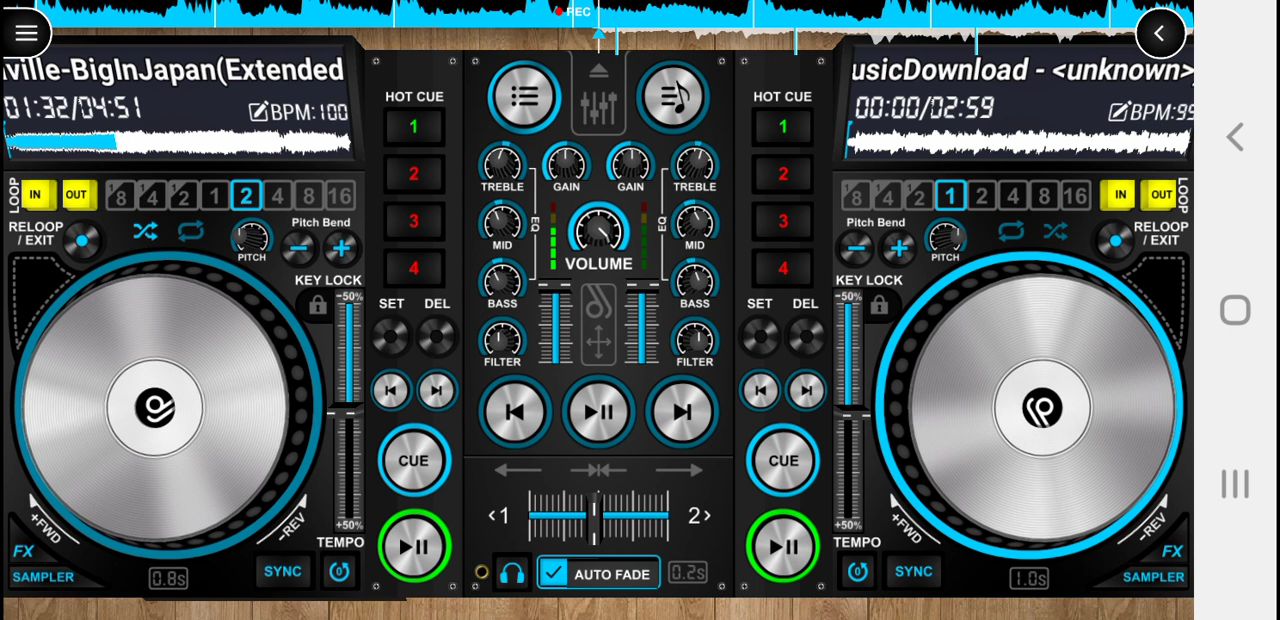 REC
ville-BigInJapan(Extended
01:32/04:51
BPM:100
usicDownload - <unknown>
00:00/02:59
BPM:99
HOT CUE
1
2
3
4
SET DEL
CUE
HOT CUE
1
2
3
4
SET DEL
CUE
LOOP
IN OUT
1/8 1/4 1/2 1 2 4 8 16
RELOOP
/ EXIT
PITCH
Pitch Bend
KEY LOCK
-50%
+50%
TEMPO
+FWD
-REV
FX
SAMPLER
0.8s
SYNC
0
TREBLE GAIN GAIN TREBLE
MID EQ EQ MID
VOLUME
BASS BASS
FILTER FILTER
<1 2>
AUTO FADE
0.2s
1/8 1/4 1/2 1 2 4 8 16
IN OUT
LOOP
Pitch Bend
PITCH
RELOOP
/ EXIT
KEY LOCK
-50%
+50%
TEMPO
+FWD
-REV
0
SYNC
1.0s
FX
SAMPLER